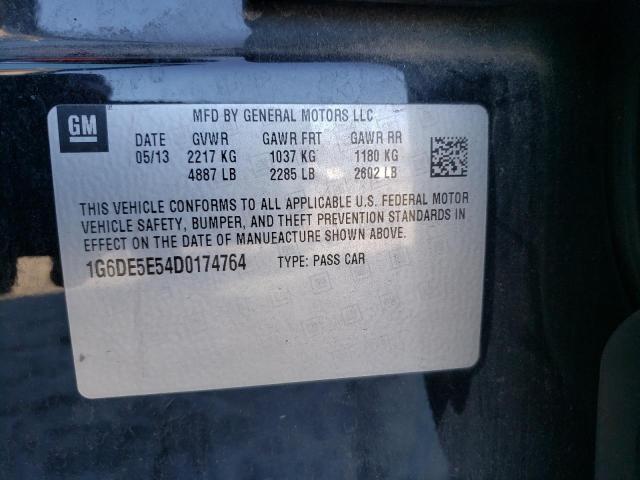 GM
MFD BY GENERAL MOTORS LLC
DATE GVWR GAWR FRT GAWR RR
05/13 2217 KG 1037 KG 1180 KG
4887 LB 2285 LB 2602 LB
THIS VEHICLE CONFORMS TO ALL APPLICABLE U.S. FEDERAL MOTOR
VEHICLE SAFETY, BUMPER, AND THEFT PREVENTION STANDARDS IN
EFFECT ON THE DATE OF MANUFACTURE SHOWN ABOVE.
1G6DE5E54D0174764 TYPE: PASS CAR